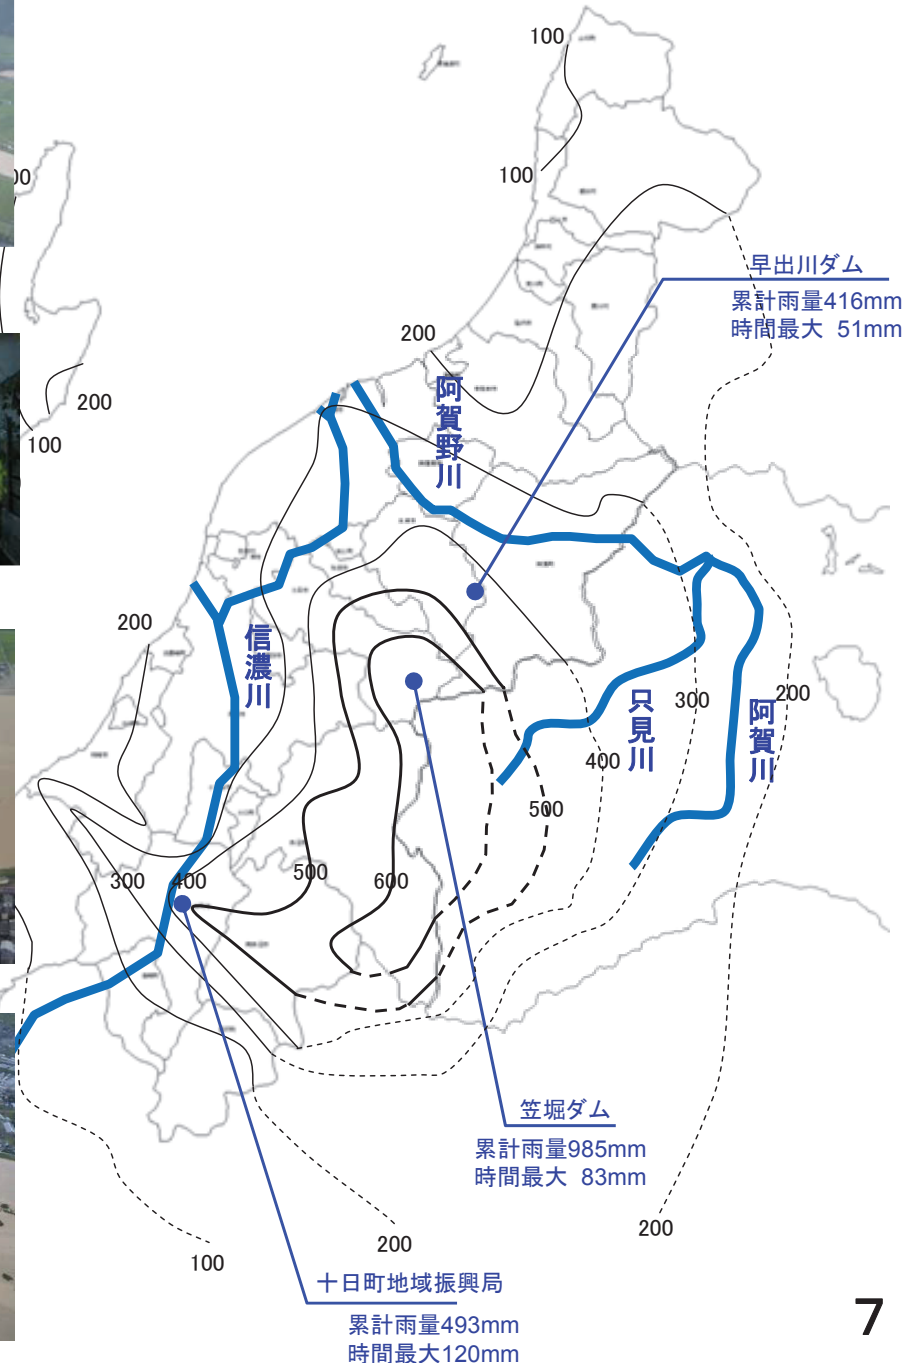 100
100
早出川ダム
累計雨量416mm
時間最大 51mm
200
阿賀野川
200
100
200
信濃川
只見川
300
阿賀川
200
400
500
300
400
500
600
笠堀ダム
累計雨量985mm
時間最大 83mm
200
200
100
十日町地域振興局
累計雨量493mm
時間最大120mm
7